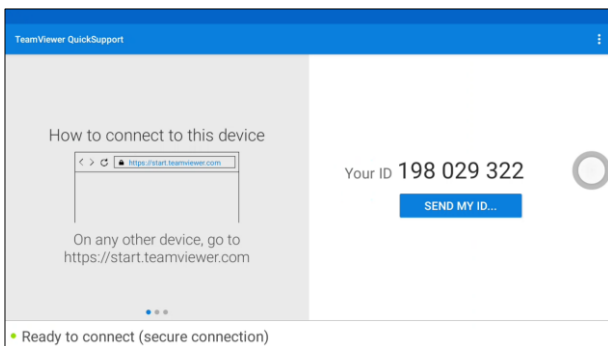 TeamViewer QuickSupport
How to connect to this device
https://start.teamviewer.com
On any other device, go to
https://start.teamviewer.com
Your ID 198 029 322
SEND MY ID...
Ready to connect (secure connection)